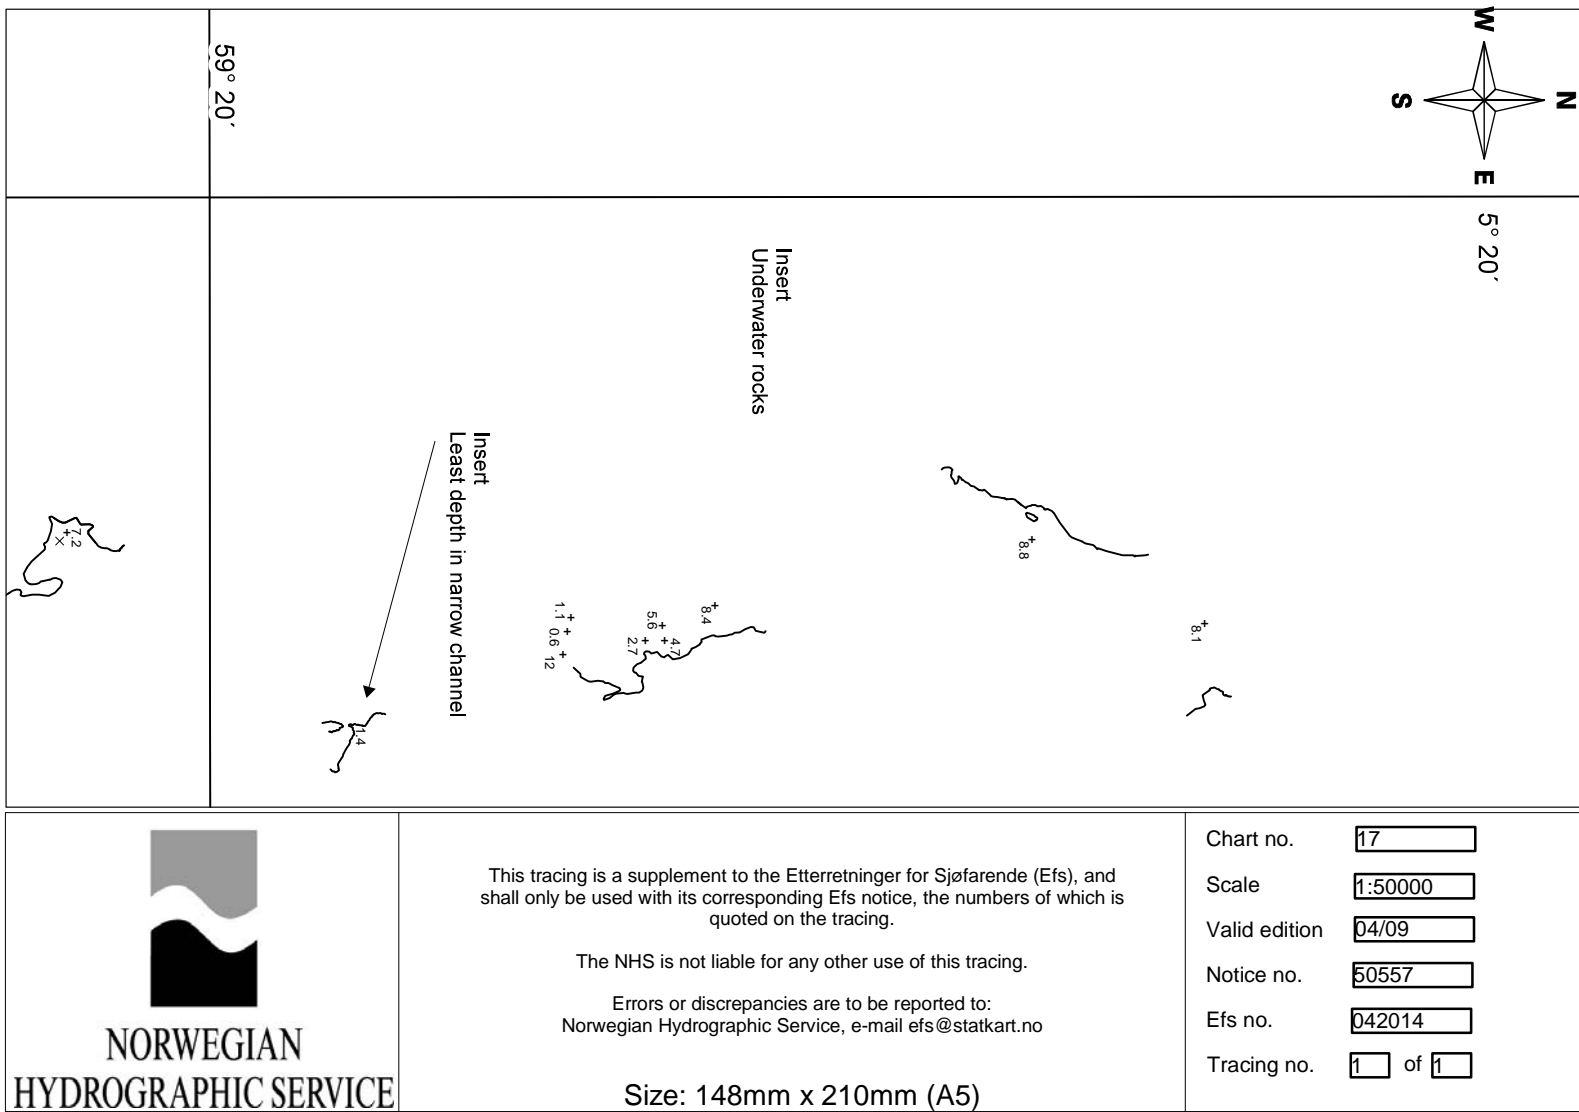 W
N
S
E
59° 20´
5° 20´
Insert
Underwater rocks
Insert
Least depth in narrow channel
7.2
8.8
8.1
8.4
4.7
5.6
2.7
1.1
0.6
12
1.4
NORWEGIAN
HYDROGRAPHIC SERVICE
This tracing is a supplement to the Etterretninger for Sjøfarende (Efs), and
shall only be used with its corresponding Efs notice, the numbers of which is
quoted on the tracing.
The NHS is not liable for any other use of this tracing.
Errors or discrepancies are to be reported to:
Norwegian Hydrographic Service, e-mail efs@statkart.no
Size: 148mm x 210mm (A5)
Chart no. 17
Scale 1:50000
Valid edition 04/09
Notice no. 50557
Efs no. 042014
Tracing no. 1 of 1